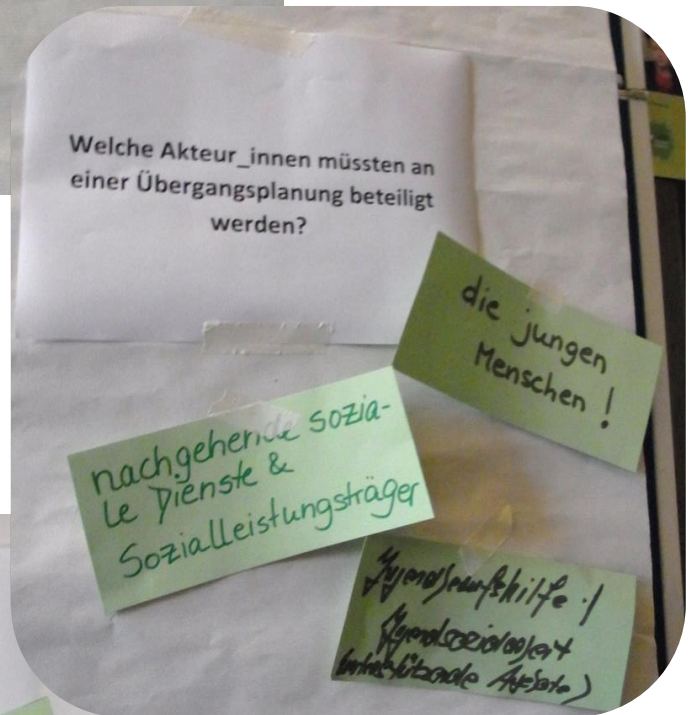 Welche Akteur_innen müssten an
einer Übergangsplanung beteiligt
werden?
die jungen
Menschen!
nachgehende sozia-
le Dienste &
Sozialleistungsträger
Jugendberufshilfe /